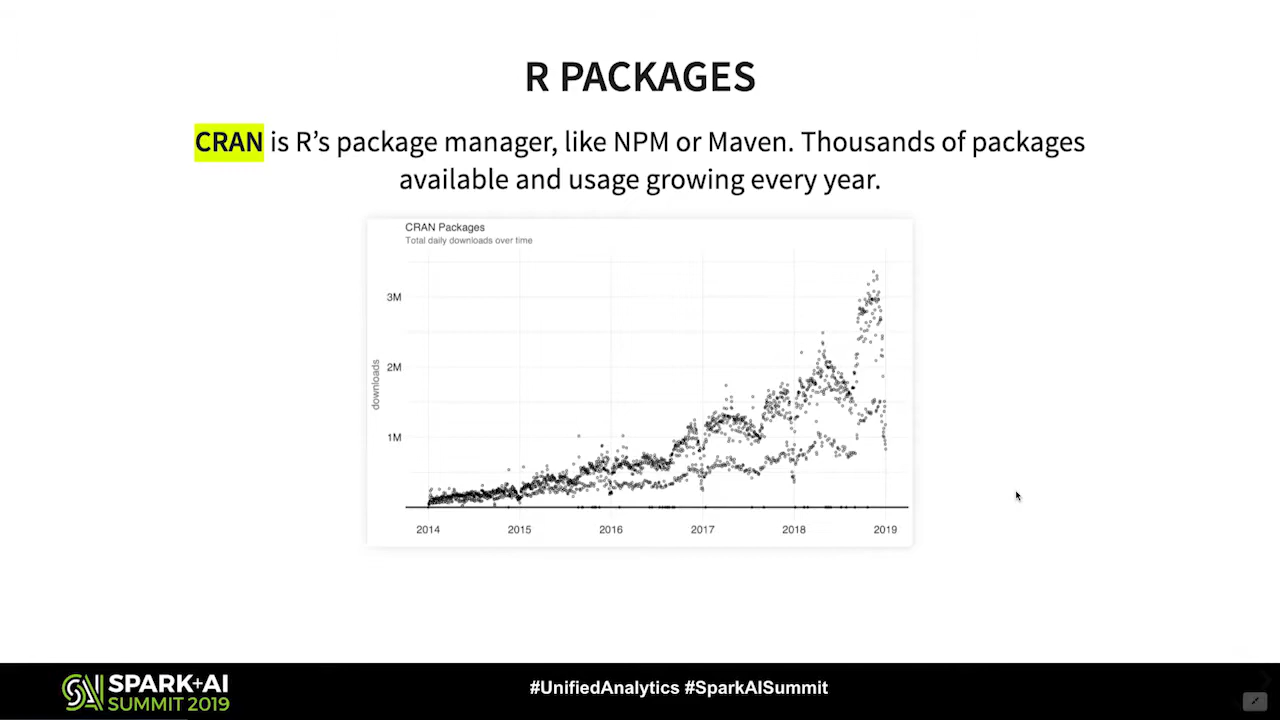 R PACKAGES
CRAN is R's package manager, like NPM or Maven. Thousands of packages
available and usage growing every year.
CRAN Packages
Total daily downloads over time
3M
2M
1M
downloads
2014 2015 2016 2017 2018 2019
SPARK+AI
SUMMIT 2019
#UnifiedAnalytics #SparkAISummit